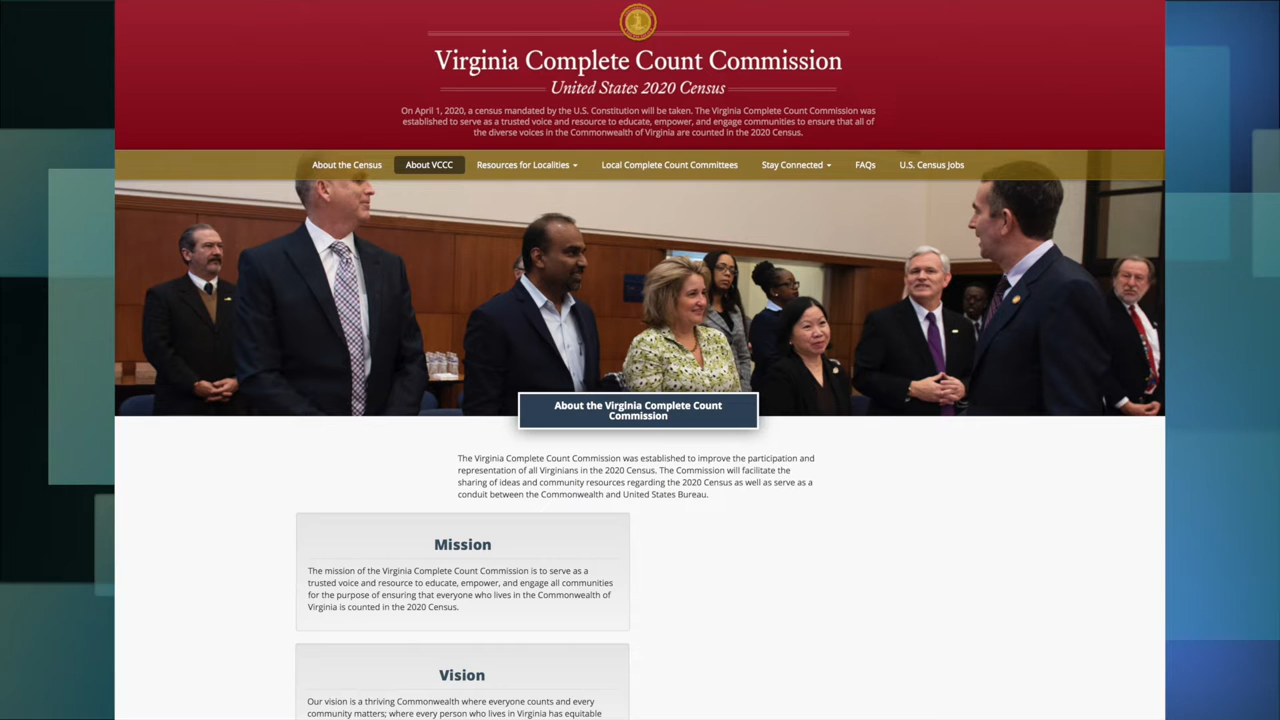 Virginia Complete Count Commission
United States 2020 Census
On April 1, 2020, a census mandated by the U.S. Constitution will be taken. The Virginia Complete Count Commission was
established to serve as a trusted voice and resource to educate, empower, and engage communities to ensure that all of
the diverse voices in the Commonwealth of Virginia are counted in the 2020 Census.
About the Census About VCCC Resources for Localities Local Complete Count Committees Stay Connected FAQs U.S. Census Jobs
About the Virginia Complete Count
Commission
The Virginia Complete Count Commission was established to improve the participation and
representation of all Virginians in the 2020 Census. The Commission will facilitate the
sharing of ideas and community resources regarding the 2020 Census as well as serve as a
conduit between the Commonwealth and United States Bureau.
Mission
The mission of the Virginia Complete Count Commission is to serve as a
trusted voice and resource to educate, empower, and engage all communities
for the purpose of ensuring that everyone who lives in the Commonwealth of
Virginia is counted in the 2020 Census.
Vision
Our vision is a thriving Commonwealth where everyone counts and every
community matters; where every person who lives in Virginia has equitable